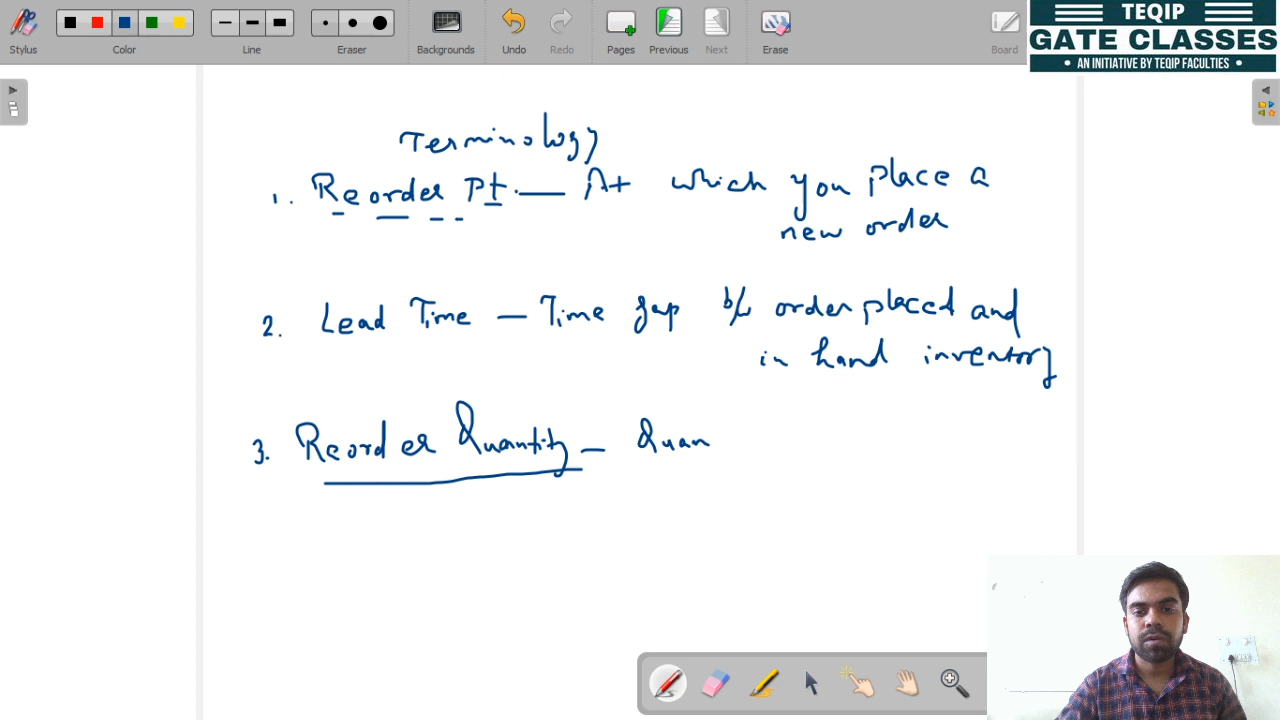 Stylus
Color
Line
Eraser
Backgrounds
Undo
Redo
Pages
Previous
Next
Erase
Board
TEQIP
GATE CLASSES
• AN INITIATIVE BY TEQIP FACULTIES •
Terminology
1. Reorder Pt. — At which you place a
new order
2. Lead Time — Time gap b/w order placed and
in hand inventory
3. Reorder Quantity — Quan